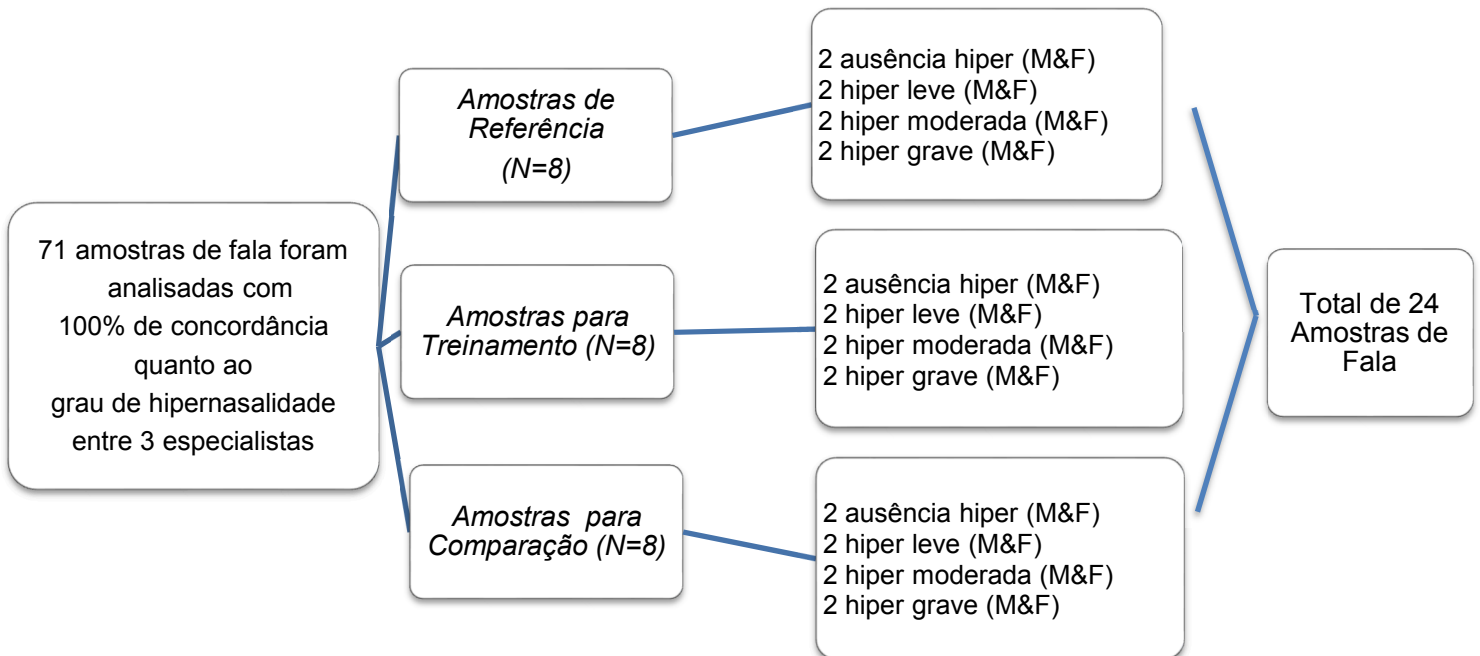 71 amostras de fala foram
analisadas com
100% de concordância
quanto ao
grau de hipernasalidade
entre 3 especialistas
Amostras de
Referência
(N=8)
2 ausência hiper (M&F)
2 hiper leve (M&F)
2 hiper moderada (M&F)
2 hiper grave (M&F)
Amostras para
Treinamento (N=8)
2 ausência hiper (M&F)
2 hiper leve (M&F)
2 hiper moderada (M&F)
2 hiper grave (M&F)
Amostras para
Comparação (N=8)
2 ausência hiper (M&F)
2 hiper leve (M&F)
2 hiper moderada (M&F)
2 hiper grave (M&F)
Total de 24
Amostras de
Fala